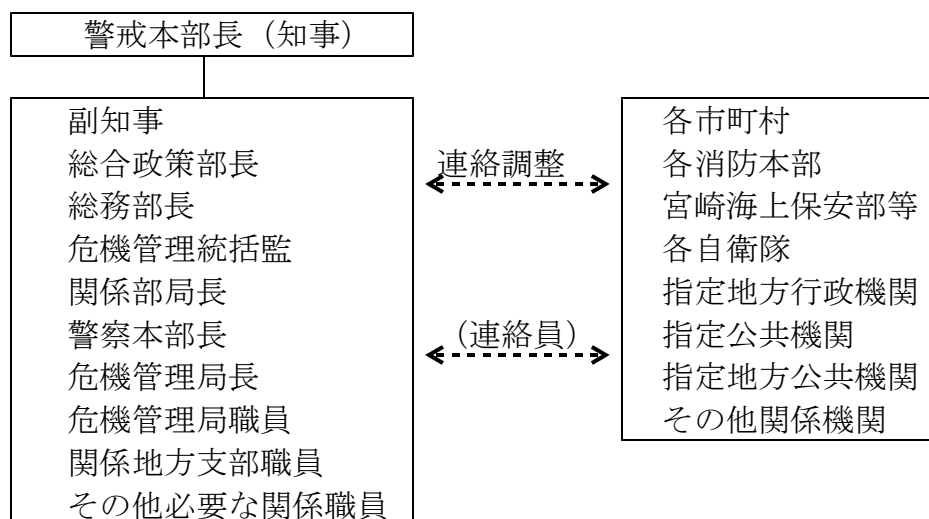 警戒本部長（知事）
副知事
総合政策部長
総務部長
危機管理統括監
関係部局長
警察本部長
危機管理局長
危機管理局職員
関係地方支部職員
その他必要な関係職員
連絡調整
（連絡員）
各市町村
各消防本部
宮崎海上保安部等
各自衛隊
指定地方行政機関
指定公共機関
指定地方公共機関
その他関係機関